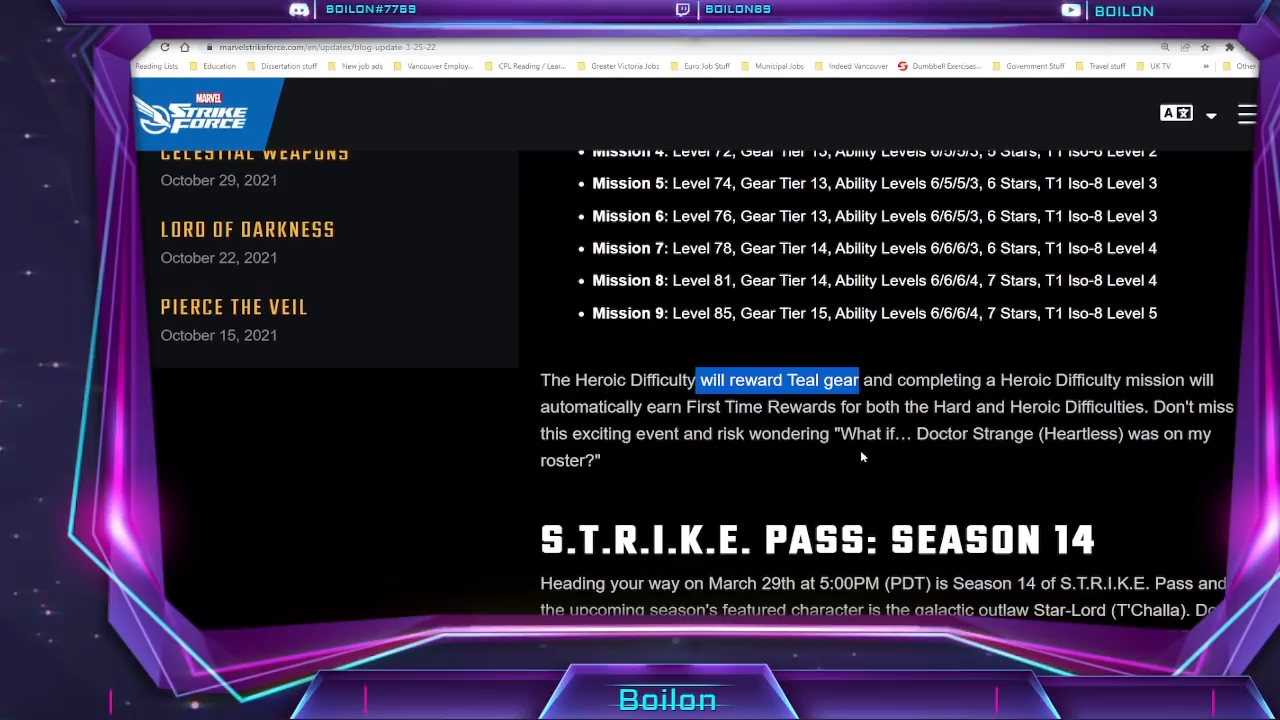 BOILON#7769
BOILON89
BOILON
marvelstrikeforce.com/en/updates/blog-update-3-25-22
Reading Lists
Education
Dissertation stuff
New job ads
Vancouver Employ...
CPL Reading / Lear...
Greater Victoria Jobs
Euro Job Stuff
Municipal Jobs
Indeed Vancouver
Dumbbell Exercises...
Government Stuff
Travel stuff
UK TV
»
Other
MARVEL
STRIKE
FORCE
CELESTIAL WEAPONS
October 29, 2021
LORD OF DARKNESS
October 22, 2021
PIERCE THE VEIL
October 15, 2021
• Mission 4: Level 72, Gear Tier 13, Ability Levels 6/5/5/3, 5 Stars, T1 Iso-8 Level 2
• Mission 5: Level 74, Gear Tier 13, Ability Levels 6/5/5/3, 6 Stars, T1 Iso-8 Level 3
• Mission 6: Level 76, Gear Tier 13, Ability Levels 6/6/5/3, 6 Stars, T1 Iso-8 Level 3
• Mission 7: Level 78, Gear Tier 14, Ability Levels 6/6/6/3, 6 Stars, T1 Iso-8 Level 4
• Mission 8: Level 81, Gear Tier 14, Ability Levels 6/6/6/4, 7 Stars, T1 Iso-8 Level 4
• Mission 9: Level 85, Gear Tier 15, Ability Levels 6/6/6/4, 7 Stars, T1 Iso-8 Level 5
The Heroic Difficulty will reward Teal gear and completing a Heroic Difficulty mission will
automatically earn First Time Rewards for both the Hard and Heroic Difficulties. Don't miss
this exciting event and risk wondering "What if… Doctor Strange (Heartless) was on my
roster?"
S.T.R.I.K.E. PASS: SEASON 14
Heading your way on March 29th at 5:00PM (PDT) is Season 14 of S.T.R.I.K.E. Pass and
the upcoming season's featured character is the galactic outlaw Star-Lord (T'Challa).
Boilon